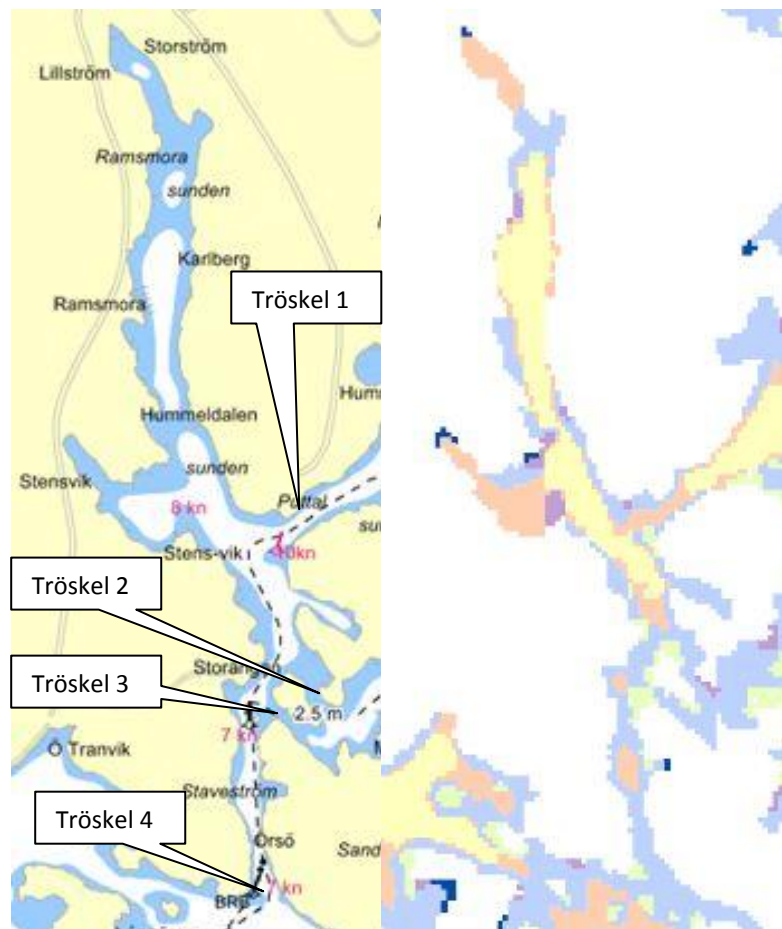 Storström
Lillström
Ramsmora
sunden
Karlberg
Ramsmora
Tröskel 1
Hummeldalen
sunden
Stensvik
8 kn
Stens-vik
10kn
Tröskel 2
Storängen
Tröskel 3
2.5 m
7 kn
Ö Tranvik
Staveström
Tröskel 4
Orsö
Sand
kn